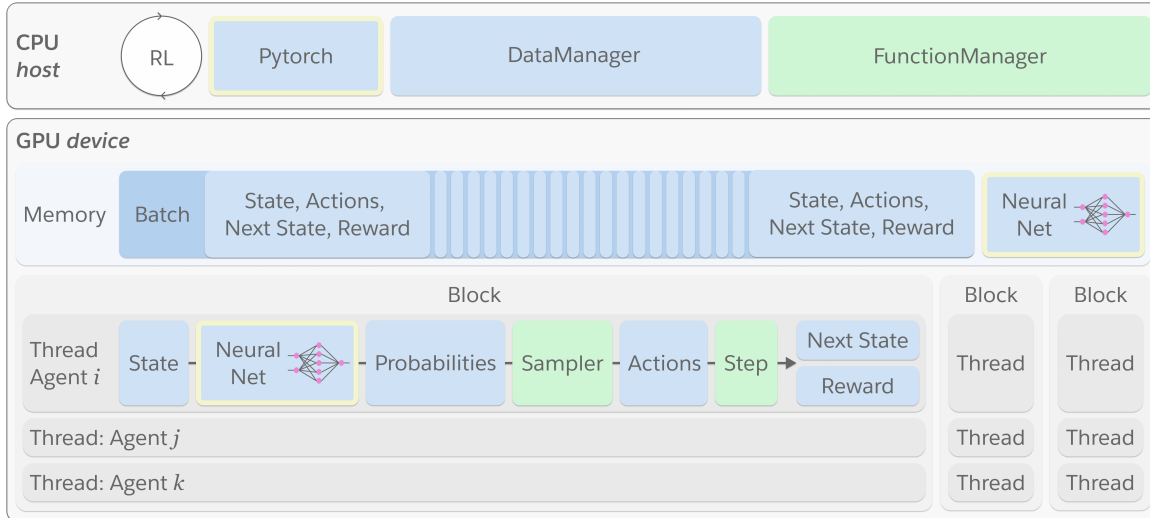 CPU
host
RL
Pytorch
DataManager
FunctionManager
GPU device
Memory
Batch
State, Actions,
Next State, Reward
State, Actions,
Next State, Reward
Neural
Net
Block
Block
Block
Thread
Agent i
State
Neural
Net
Probabilities
Sampler
Actions
Step
Next State
Reward
Thread
Thread
Thread: Agent j
Thread
Thread
Thread: Agent k
Thread
Thread